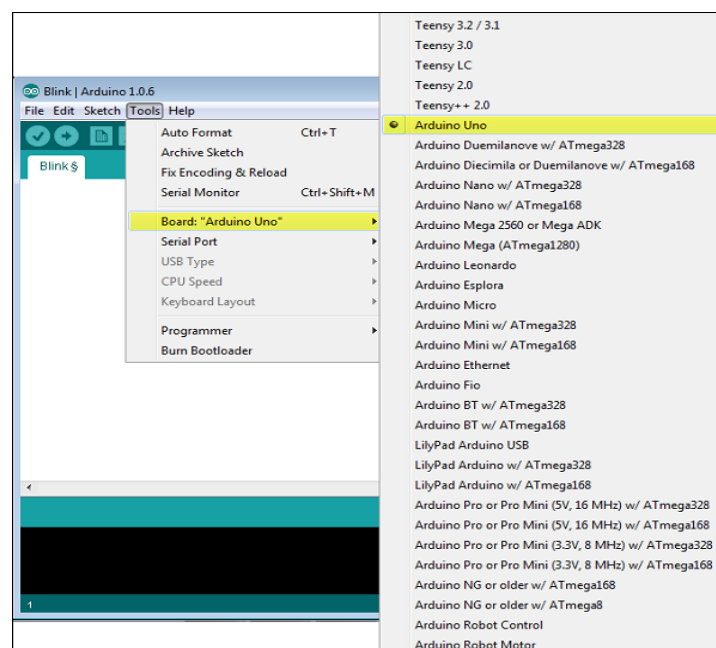 Blink | Arduino 1.0.6
File Edit Sketch Tools Help
Blink §
Auto Format Ctrl+T
Archive Sketch
Fix Encoding & Reload
Serial Monitor Ctrl+Shift+M
Board: "Arduino Uno"
Serial Port
USB Type
CPU Speed
Keyboard Layout
Programmer
Burn Bootloader
1
Teensy 3.2 / 3.1
Teensy 3.0
Teensy LC
Teensy 2.0
Teensy++ 2.0
Arduino Uno
Arduino Duemilanove w/ ATmega328
Arduino Diecimila or Duemilanove w/ ATmega168
Arduino Nano w/ ATmega328
Arduino Nano w/ ATmega168
Arduino Mega 2560 or Mega ADK
Arduino Mega (ATmega1280)
Arduino Leonardo
Arduino Esplora
Arduino Micro
Arduino Mini w/ ATmega328
Arduino Mini w/ ATmega168
Arduino Ethernet
Arduino Fio
Arduino BT w/ ATmega328
Arduino BT w/ ATmega168
LilyPad Arduino USB
LilyPad Arduino w/ ATmega328
LilyPad Arduino w/ ATmega168
Arduino Pro or Pro Mini (5V, 16 MHz) w/ ATmega328
Arduino Pro or Pro Mini (5V, 16 MHz) w/ ATmega168
Arduino Pro or Pro Mini (3.3V, 8 MHz) w/ ATmega328
Arduino Pro or Pro Mini (3.3V, 8 MHz) w/ ATmega168
Arduino NG or older w/ ATmega168
Arduino NG or older w/ ATmega8
Arduino Robot Control
Arduino Robot Motor